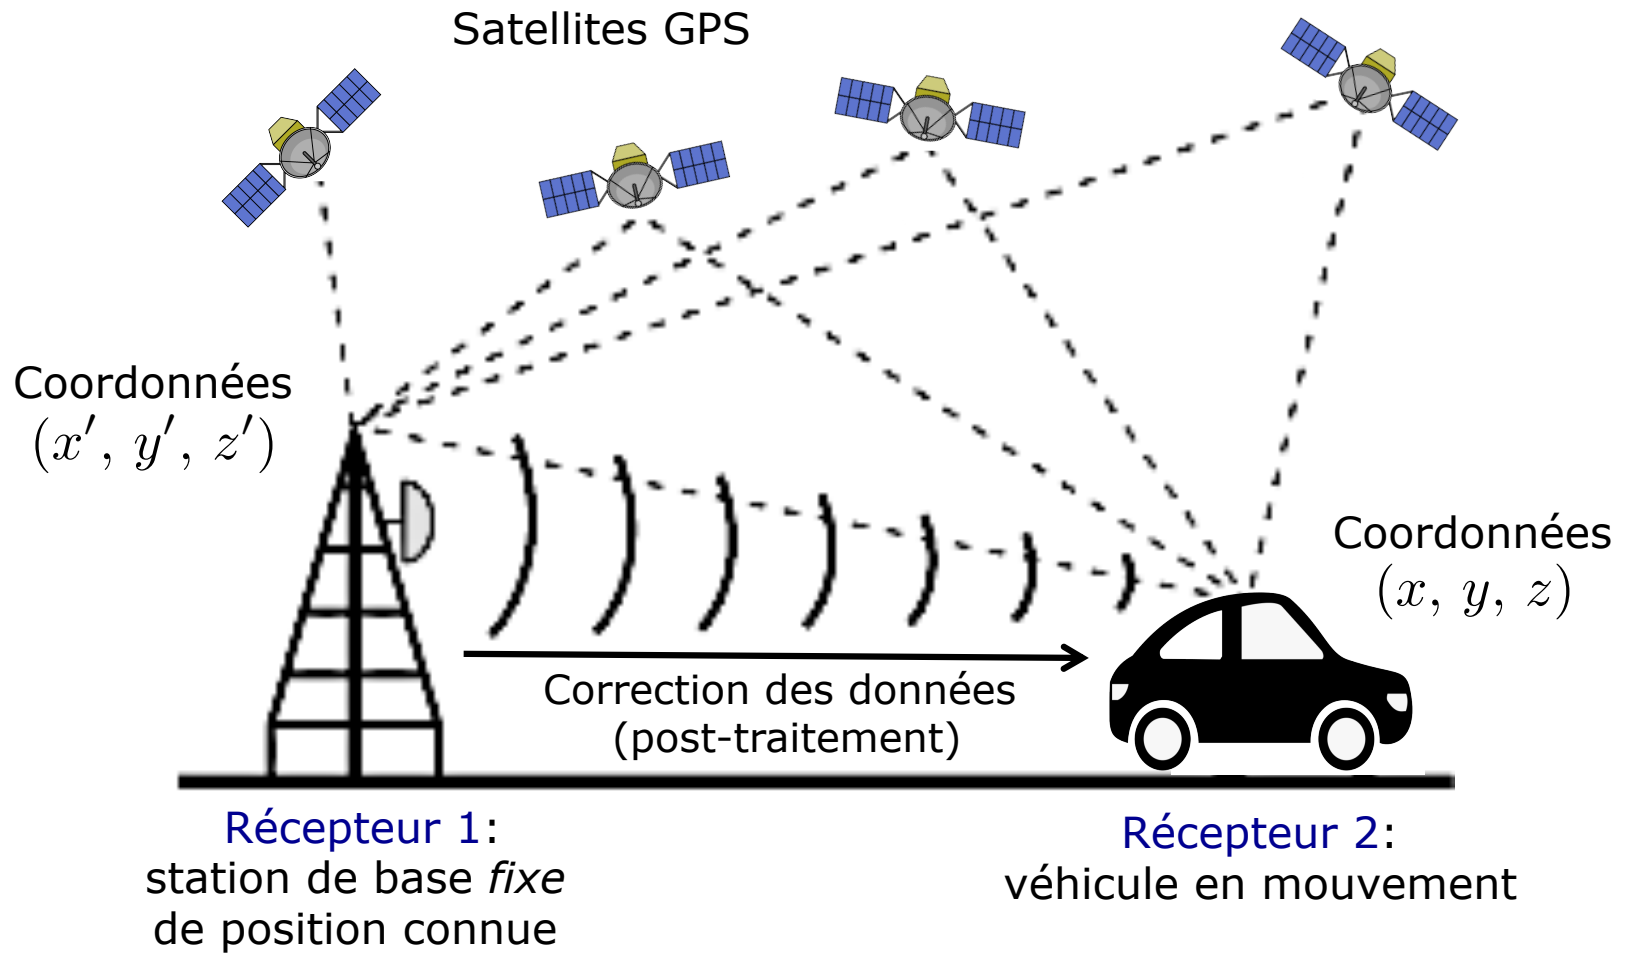 Satellites GPS
Coordonnées
(x′, y′, z′)
Coordonnées
(x, y, z)
Correction des données
(post-traitement)
Récepteur 1:
station de base fixe
de position connue
Récepteur 2:
véhicule en mouvement